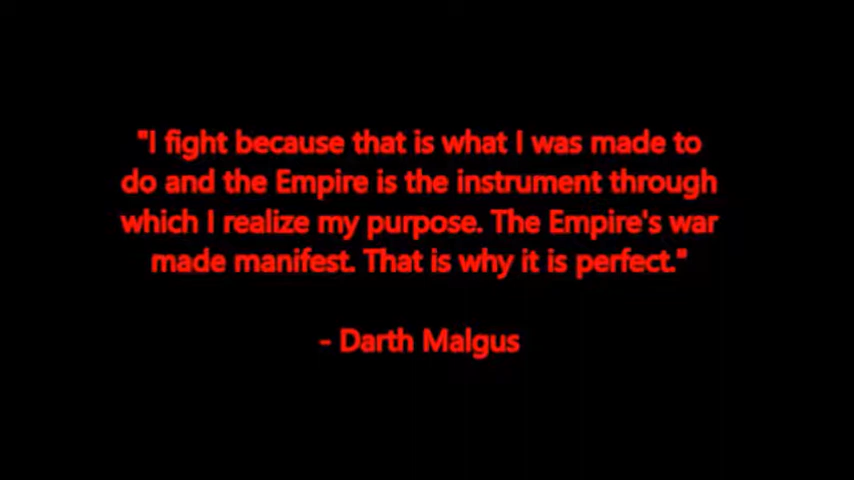 "I fight because that is what I was made to
do and the Empire is the instrument through
which I realize my purpose. The Empire's war
made manifest. That is why it is perfect."
- Darth Malgus